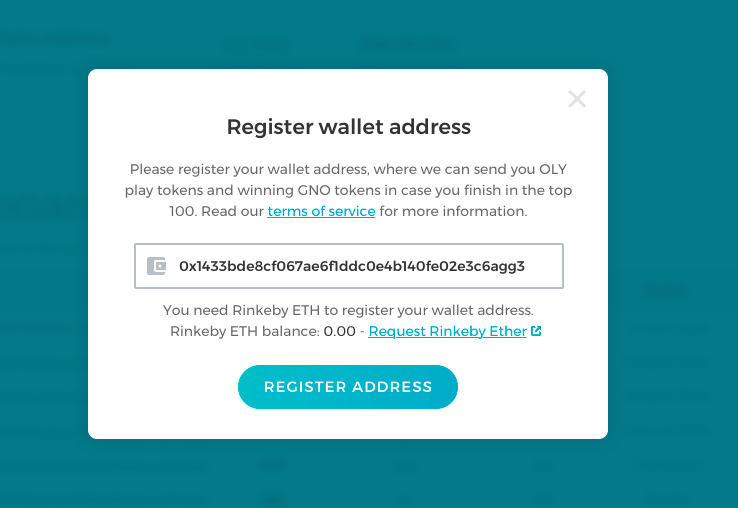 Register wallet address
Please register your wallet address, where we can send you OLY
play tokens and winning GNO tokens in case you finish in the top
100. Read our terms of service for more information.
0x1433bde8cf067ae6f1ddc0e4b140fe02e3c6agg3
You need Rinkeby ETH to register your wallet address.
Rinkeby ETH balance: 0.00 - Request Rinkeby Ether
REGISTER ADDRESS